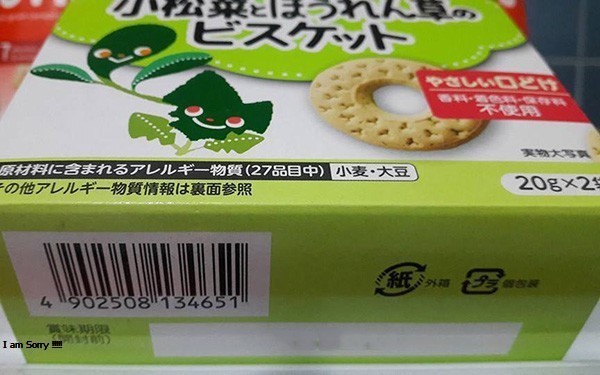 小松菜とほうれん草の
ビスケット
やさしい口どけ
香料・着色料・保存料
不使用
実物大写真
原材料に含まれるアレルギー物質(27品目中) 小麦・大豆
その他アレルギー物質情報は裏面参照
20g×2袋
紙 外箱 プラ 個包装
4 902508 134651
賞味期限
(開封前)
I am Sorry !!!!!